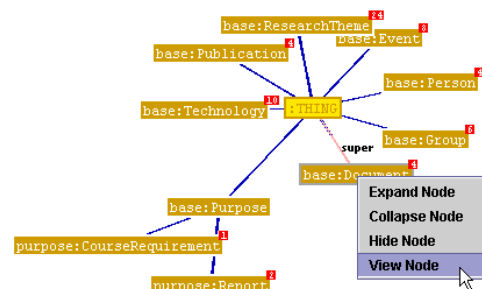 24
base:ResearchTheme
8
base:Event
4
base:Publication
4
base:Person
10
base:Technology
:THING
6
base:Group
super
4
base:Document
Expand Node
Collapse Node
Hide Node
View Node
base:Purpose
1
purpose:CourseRequirement
2
purpose:Report